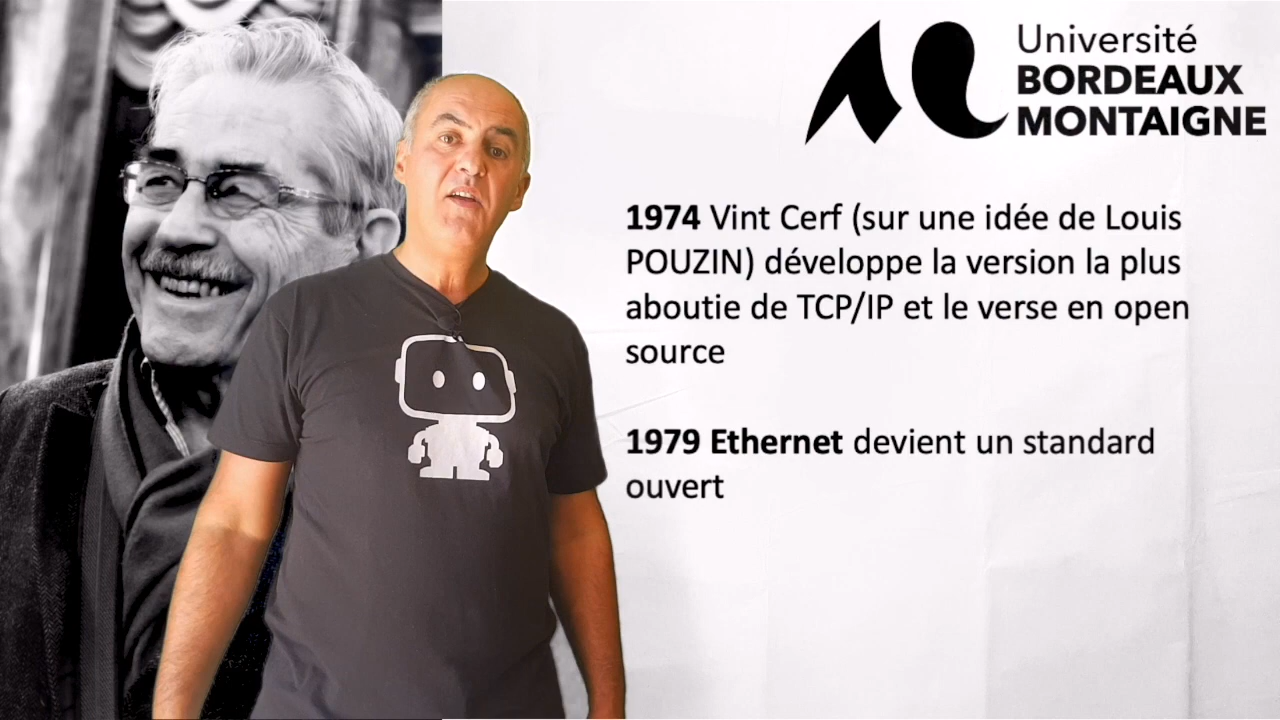 Université
BORDEAUX
MONTAIGNE
1974 Vint Cerf (sur une idée de Louis
POUZIN) développe la version la plus
aboutie de TCP/IP et le verse en open
source
1979 Ethernet devient un standard
ouvert